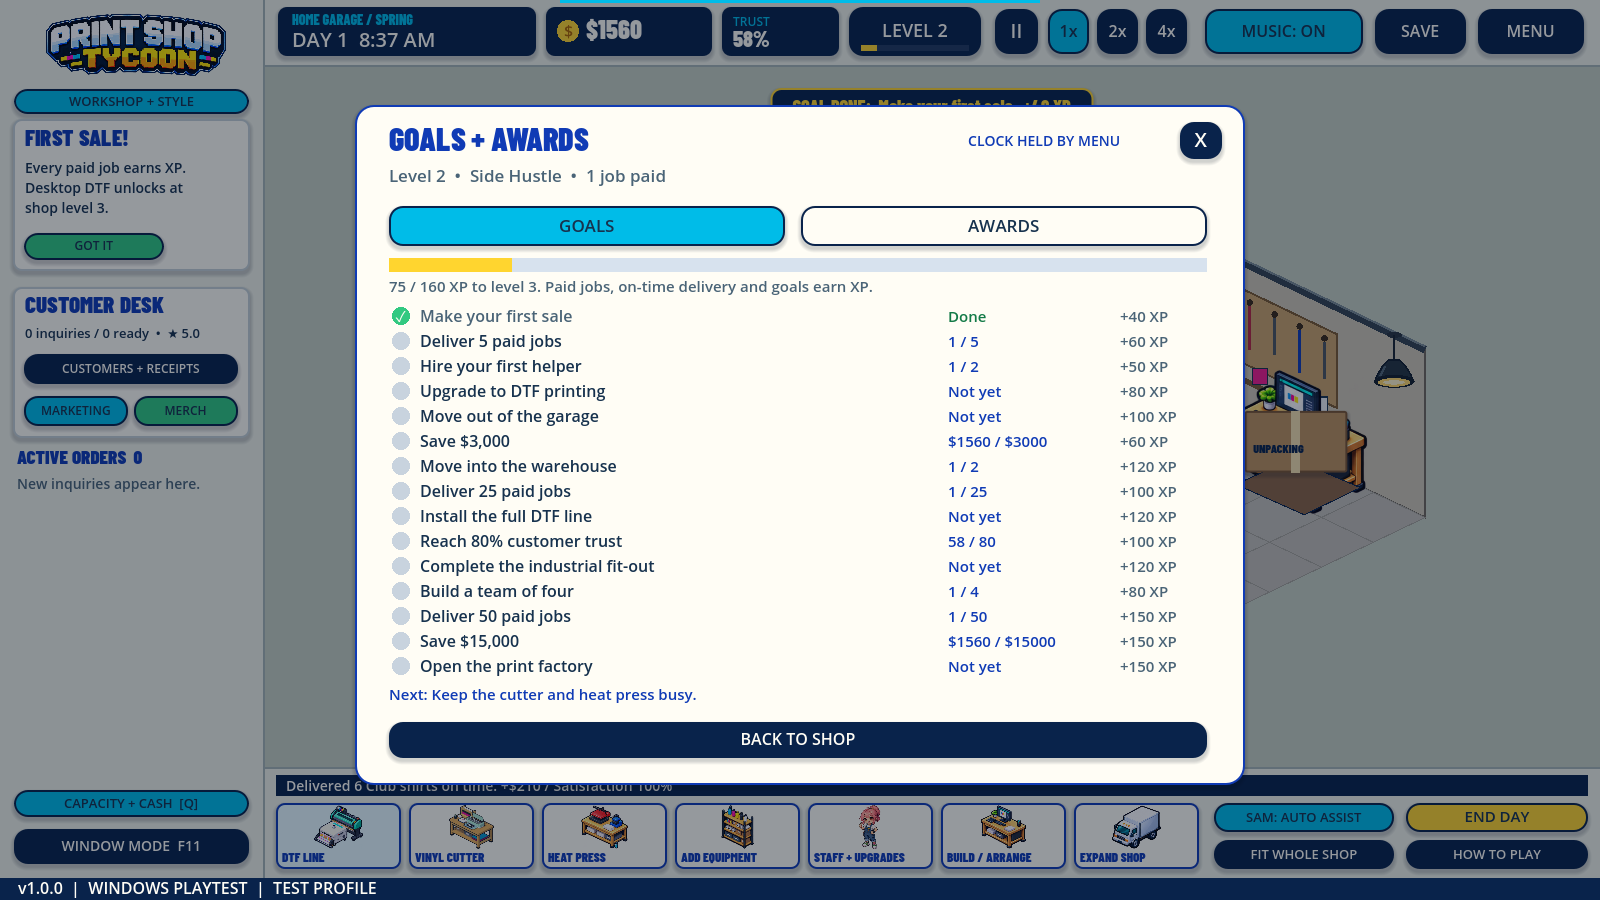 PRINT SHOP
TYCOON
HOME GARAGE / SPRING
DAY 1 8:37 AM
$ $1560
TRUST
58%
LEVEL 2
II
1x
2x
4x
MUSIC: ON
SAVE
MENU
WORKSHOP + STYLE
FIRST SALE!
Every paid job earns XP.
Desktop DTF unlocks at
shop level 3.
GOT IT
CUSTOMER DESK
0 inquiries / 0 ready • ★ 5.0
CUSTOMERS + RECEIPTS
MARKETING
MERCH
ACTIVE ORDERS 0
New inquiries appear here.
CAPACITY + CASH [Q]
WINDOW MODE F11
GOALS + AWARDS
CLOCK HELD BY MENU
X
Level 2 • Side Hustle • 1 job paid
GOALS
AWARDS
75 / 160 XP to level 3. Paid jobs, on-time delivery and goals earn XP.
Make your first sale Done +40 XP
Deliver 5 paid jobs 1 / 5 +60 XP
Hire your first helper 1 / 2 +50 XP
Upgrade to DTF printing Not yet +80 XP
Move out of the garage Not yet +100 XP
Save $3,000 $1560 / $3000 +60 XP
Move into the warehouse 1 / 2 +120 XP
Deliver 25 paid jobs 1 / 25 +100 XP
Install the full DTF line Not yet +120 XP
Reach 80% customer trust 58 / 80 +100 XP
Complete the industrial fit-out Not yet +120 XP
Build a team of four 1 / 4 +80 XP
Deliver 50 paid jobs 1 / 50 +150 XP
Save $15,000 $1560 / $15000 +150 XP
Open the print factory Not yet +150 XP
Next: Keep the cutter and heat press busy.
BACK TO SHOP
UNPACKING
Delivered 6 Club shirts on time. +$210 / Satisfaction 100%
DTF LINE
VINYL CUTTER
HEAT PRESS
ADD EQUIPMENT
STAFF + UPGRADES
BUILD / ARRANGE
EXPAND SHOP
SAM: AUTO ASSIST
END DAY
FIT WHOLE SHOP
HOW TO PLAY
v1.0.0 | WINDOWS PLAYTEST | TEST PROFILE